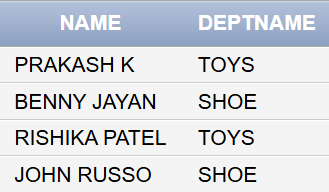 NAME DEPTNAME
PRAKASH K TOYS
BENNY JAYAN SHOE
RISHIKA PATEL TOYS
JOHN RUSSO SHOE